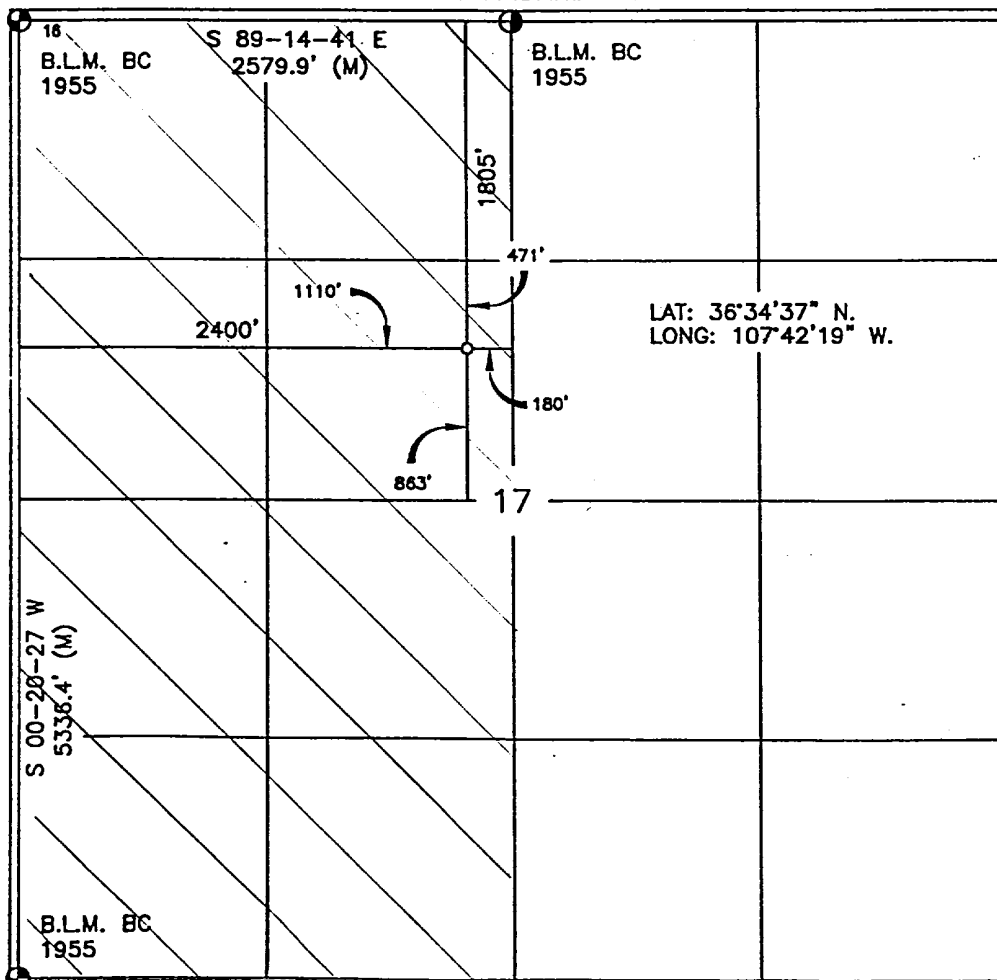 16
S 89-14-41 E
2579.9' (M)
B.L.M. BC
1955
B.L.M. BC
1955
1805'
471'
1110'
2400'
LAT: 36°34'37" N.
LONG: 107°42'19" W.
180'
863'
17
S 00-20-27 W
5336.4' (M)
B.L.M. BC
1955